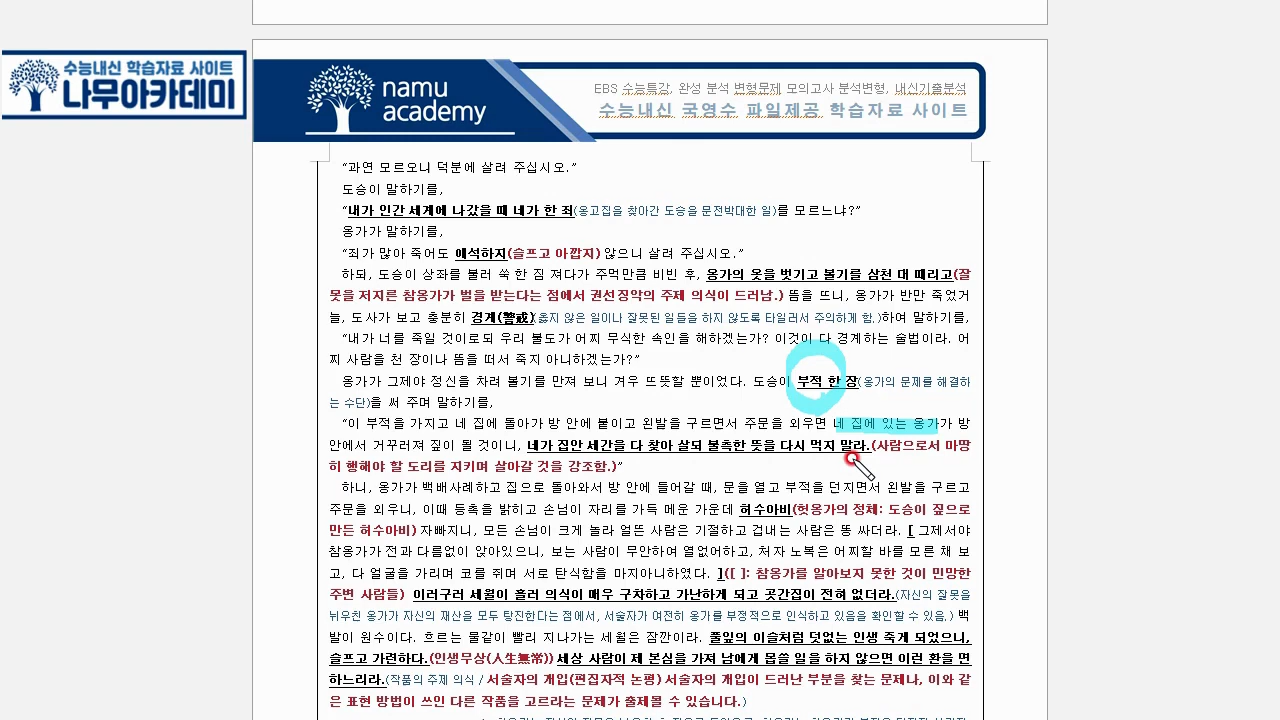 수능내신 학습자료 사이트
나무아카데미
namu
academy
EBS 수능특강, 완성 분석 변형문제 모의고사 분석변형, 내신기출분석
수능내신 국영수 파일제공 학습자료 사이트
“과연 모르오니 덕분에 살려 주십시오.”
도승이 말하기를,
“내가 인간 세계에 나갔을 때 네가 한 죄(옹고집을 찾아간 도승을 문전박대한 일)를 모르느냐?”
옹가가 말하기를,
“죄가 많아 죽어도 애석하지(슬프고 아깝지) 않으니 살려 주십시오.”
하되, 도승이 상좌를 불러 쑥 한 짐 져다가 주먹만큼 비빈 후, 옹가의 옷을 벗기고 볼기를 삼천 대 때리고(잘
못을 저지른 참옹가가 벌을 받는다는 점에서 권선징악의 주제 의식이 드러남.) 뜸을 뜨니, 옹가가 반만 죽었거
늘, 도사가 보고 충분히 경계(警戒)(옳지 않은 일이나 잘못된 일들을 하지 않도록 타일러서 주의하게 함.)하여 말하기를,
“내가 너를 죽일 것이로되 우리 불도가 어찌 무식한 속인을 해하겠는가? 이것이 다 경계하는 술법이라. 어
찌 사람을 천 장이나 뜸을 떠서 죽지 아니하겠는가?”
옹가가 그제야 정신을 차려 볼기를 만져 보니 겨우 뜨뜻할 뿐이었다. 도승이 부적 한 장(옹가의 문제를 해결하
는 수단)을 써 주며 말하기를,
“이 부적을 가지고 네 집에 돌아가 방 안에 붙이고 왼발을 구르면서 주문을 외우면 네 집에 있는 옹가가 방
안에서 거꾸러져 짚이 될 것이니, 네가 집안 세간을 다 찾아 살되 불측한 뜻을 다시 먹지 말라.(사람으로서 마땅
히 행해야 할 도리를 지키며 살아갈 것을 강조함.)”
하니, 옹가가 백배사례하고 집으로 돌아와서 방 안에 들어갈 때, 문을 열고 부적을 던지면서 왼발을 구르고
주문을 외우니, 이때 등촉을 밝히고 손님이 자리를 가득 메운 가운데 허수아비(헛옹가의 정체: 도승이 짚으로
만든 허수아비) 자빠지니, 모든 손님이 크게 놀라 얼뜬 사람은 기절하고 겁내는 사람은 똥 싸더라. [ 그제서야
참옹가가 전과 다름없이 앉아있으니, 보는 사람이 무안하여 열없어하고, 처자 노복은 어찌할 바를 모른 채 보
고, 다 얼굴을 가리며 코를 쥐며 서로 탄식함을 마지아니하였다. ]([ ]: 참옹가를 알아보지 못한 것이 민망한
주변 사람들) 이러구러 세월이 흘러 의식이 매우 구차하고 가난하게 되고 곳간집이 전혀 없더라.(자신의 잘못을
뉘우친 옹가가 자신의 재산을 모두 탕진한다는 점에서, 서술자가 여전히 옹가를 부정적으로 인식하고 있음을 확인할 수 있음.) 백
발이 원수이다. 흐르는 물같이 빨리 지나가는 세월은 잠깐이라. 풀잎의 이슬처럼 덧없는 인생 죽게 되었으니,
슬프고 가련하다.(인생무상(人生無常)) 세상 사람이 제 본심을 가져 남에게 몹쓸 일을 하지 않으면 이런 환을 면
하느리라.(작품의 주제 의식 / 서술자의 개입(편집자적 논평) 서술자의 개입이 드러난 부분을 찾는 문제나, 이와 같
은 표현 방법이 쓰인 다른 작품을 고르라는 문제가 출제될 수 있습니다.)